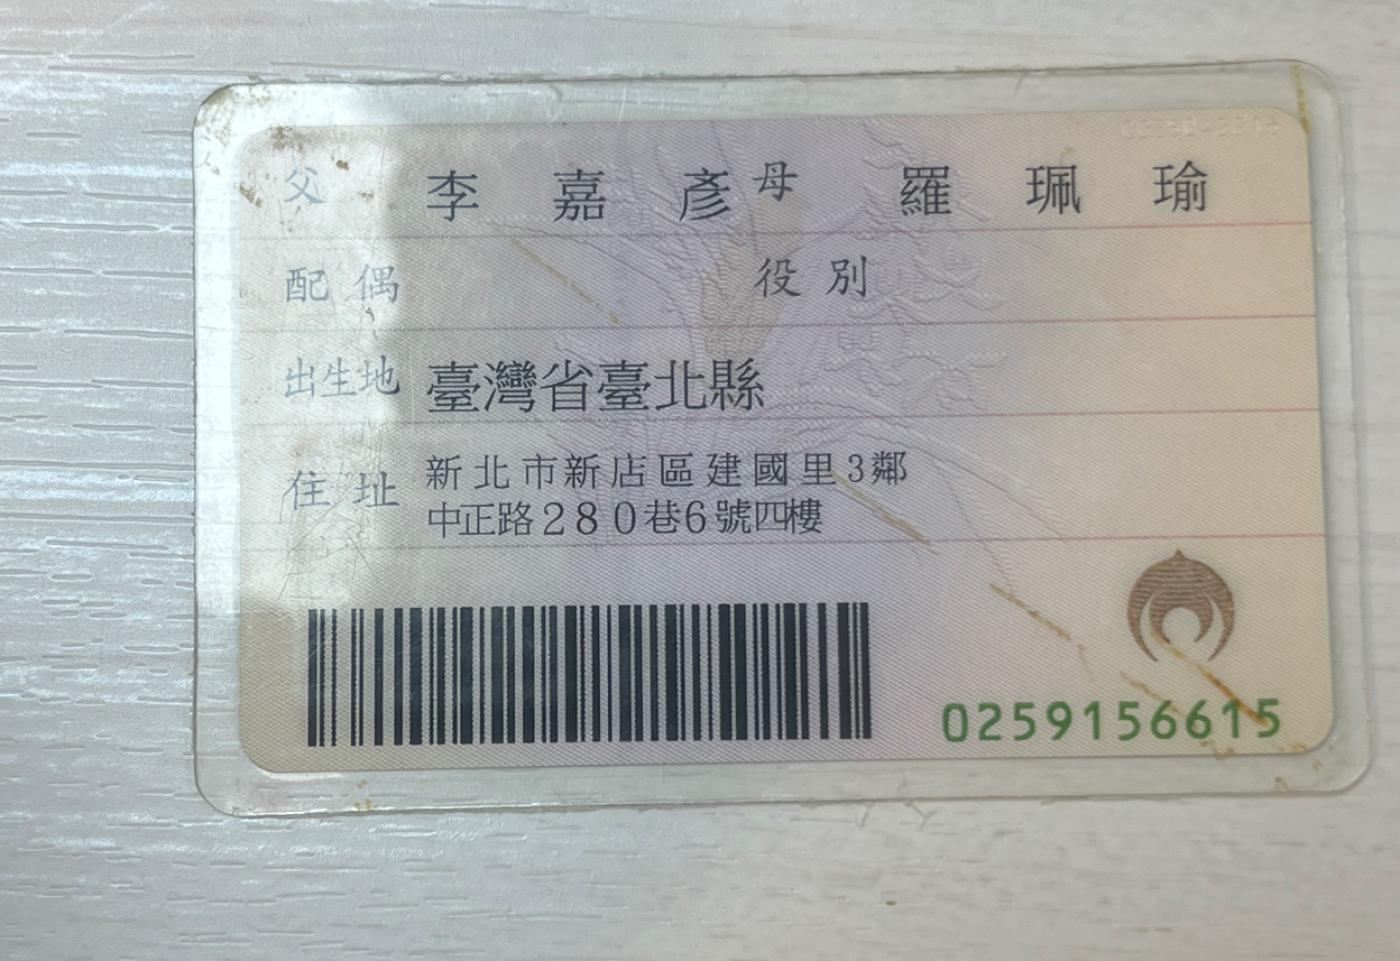 父 李嘉彥 母 羅珮瑜
配偶 役別
出生地 臺灣省臺北縣
住址 新北市新店區建國里3鄰
中正路280巷6號四樓
0259156615